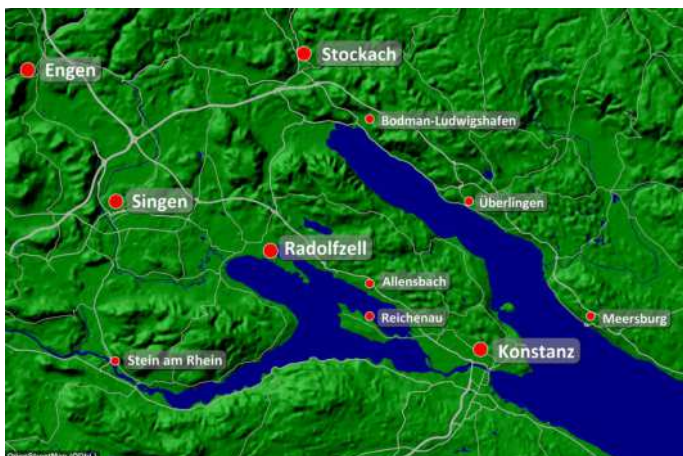 Stockach
Engen
Bodman-Ludwigshafen
Singen
Überlingen
Radolfzell
Allensbach
Reichenau
Meersburg
Konstanz
Stein am Rhein